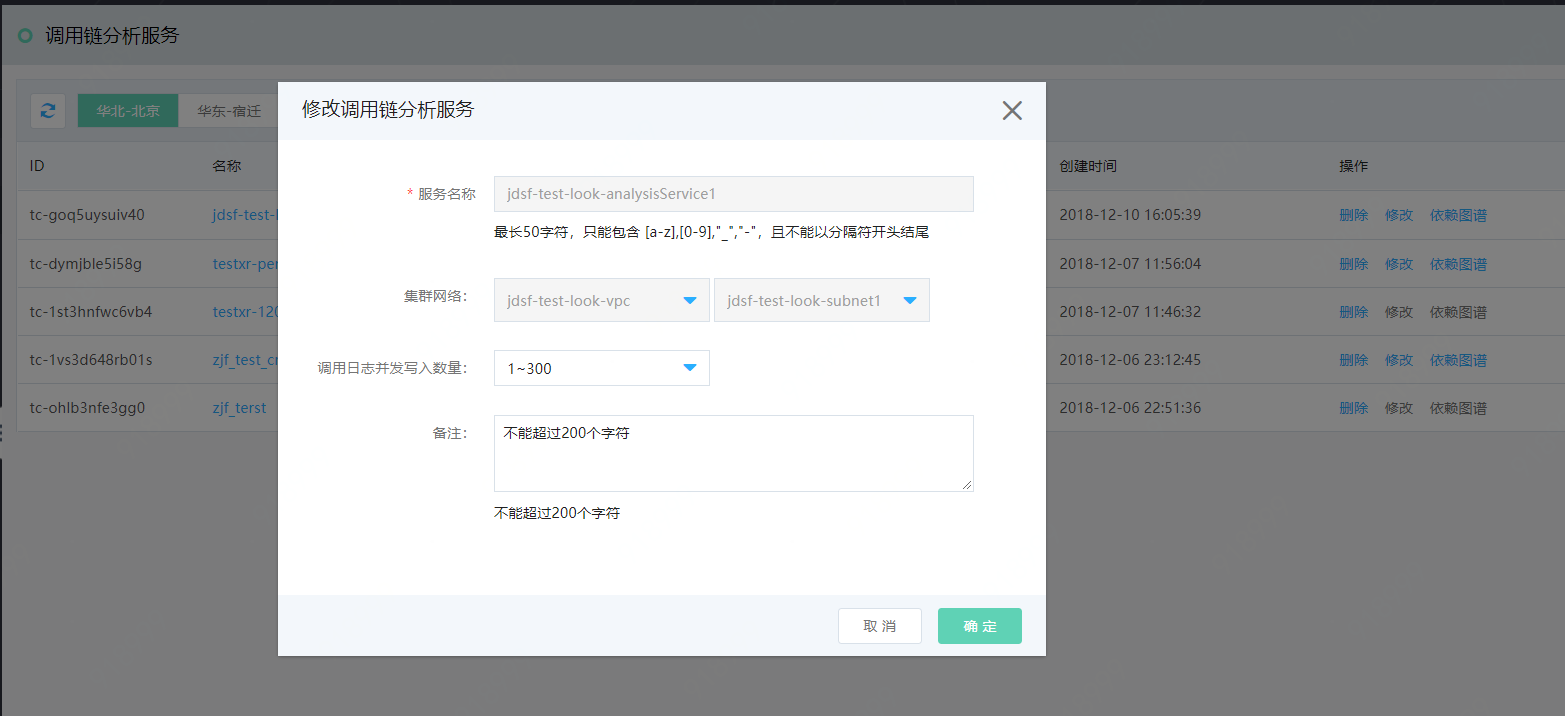 调用链分析服务
华北-北京 华东-宿迁
ID 名称 创建时间 操作
tc-goq5uysuiv40 jdsf-test- 2018-12-10 16:05:39 删除 修改 依赖图谱
tc-dymjble5i58g testxr-per 2018-12-07 11:56:04 删除 修改 依赖图谱
tc-1st3hnfwc6vb4 testxr-120 2018-12-07 11:46:32 删除 修改 依赖图谱
tc-1vs3d648rb01s zjf_test_cr 2018-12-06 23:12:45 删除 修改 依赖图谱
tc-ohlb3nfe3gg0 zjf_terst 2018-12-06 22:51:36 删除 修改 依赖图谱
修改调用链分析服务
* 服务名称 jdsf-test-look-analysisService1
最长50字符，只能包含 [a-z],[0-9],"_","-"，且不能以分隔符开头结尾
集群网络： jdsf-test-look-vpc jdsf-test-look-subnet1
调用日志并发写入数量： 1~300
备注： 不能超过200个字符
不能超过200个字符
取 消 确 定